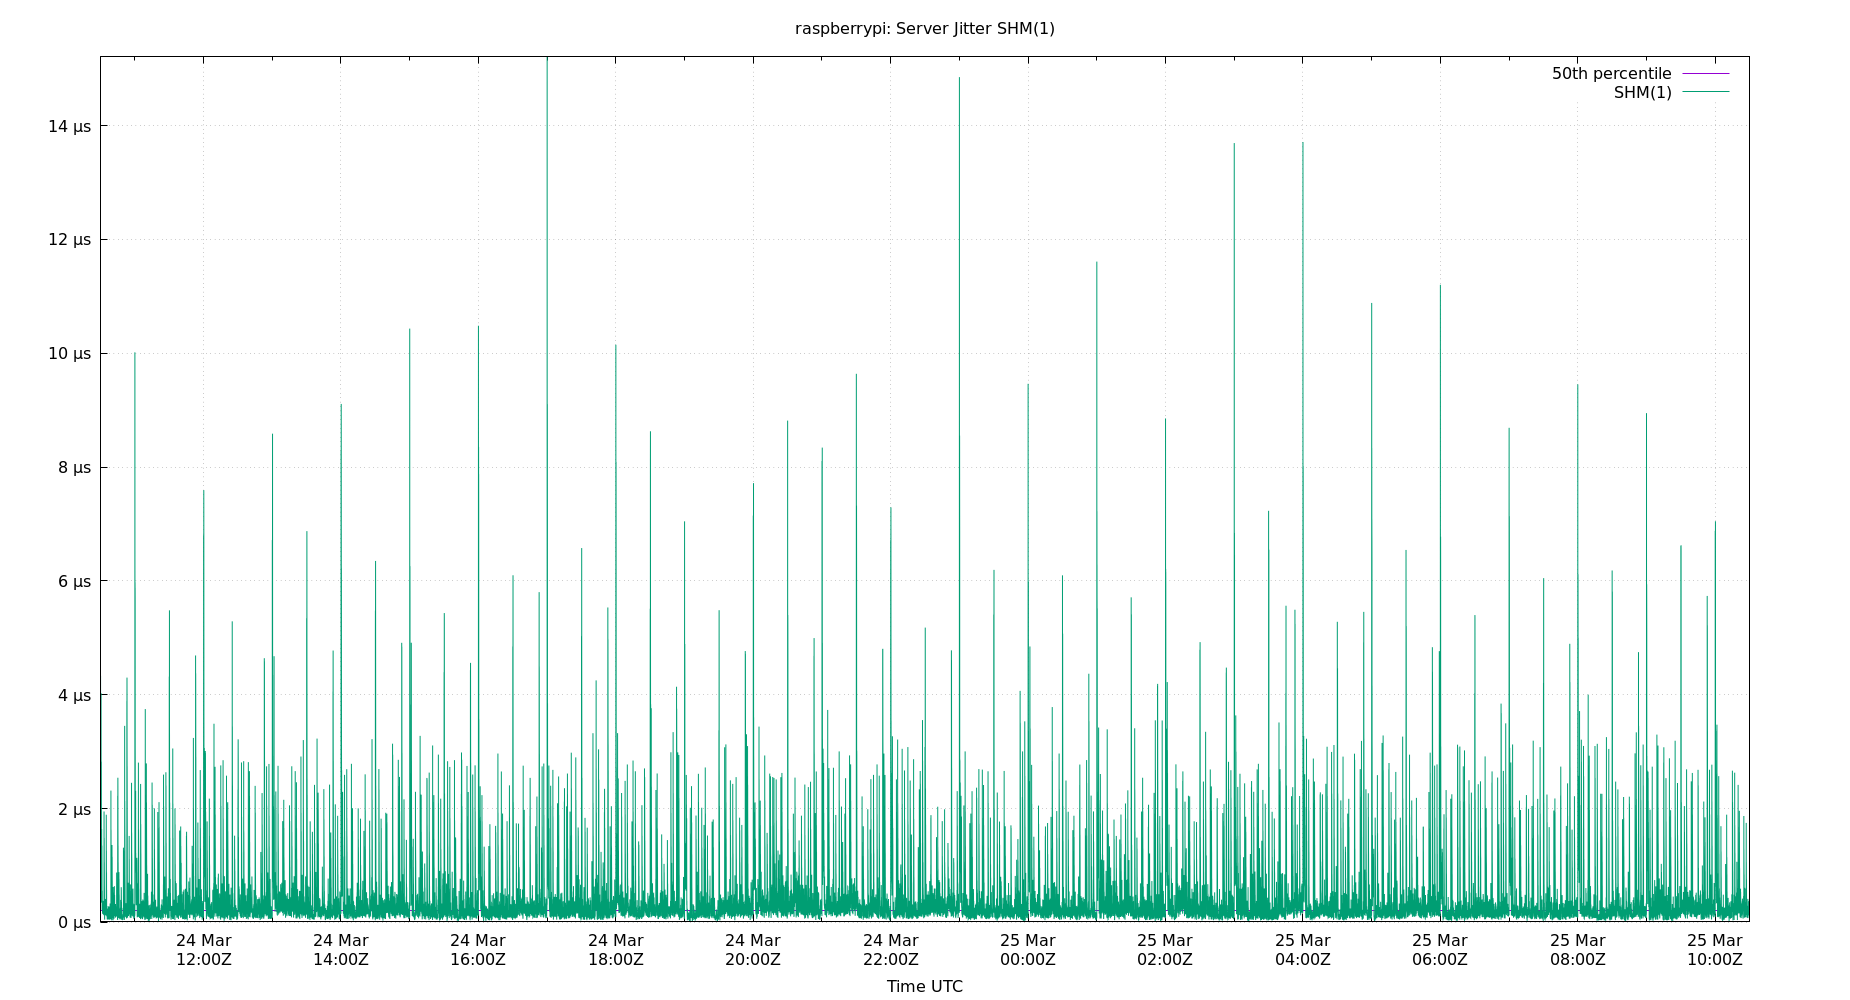 raspberrypi: Server Jitter SHM(1)
50th percentile
SHM(1)
14 µs
12 µs
10 µs
8 µs
6 µs
4 µs
2 µs
0 µs
24 Mar 24 Mar 24 Mar 24 Mar 24 Mar 24 Mar 25 Mar 25 Mar 25 Mar 25 Mar 25 Mar 25 Mar
12:00Z 14:00Z 16:00Z 18:00Z 20:00Z 22:00Z 00:00Z 02:00Z 04:00Z 06:00Z 08:00Z 10:00Z
Time UTC